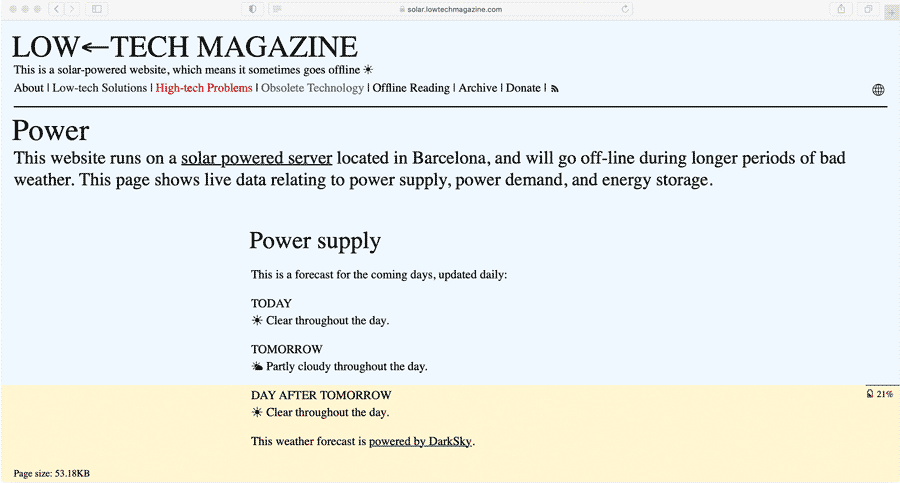 solar.lowtechmagazine.com
LOW←TECH MAGAZINE
This is a solar-powered website, which means it sometimes goes offline ☀
About | Low-tech Solutions | High-tech Problems | Obsolete Technology | Offline Reading | Archive | Donate |
Power
This website runs on a solar powered server located in Barcelona, and will go off-line during longer periods of bad
weather. This page shows live data relating to power supply, power demand, and energy storage.
Power supply
This is a forecast for the coming days, updated daily:
TODAY
☀ Clear throughout the day.
TOMORROW
🌤 Partly cloudy throughout the day.
DAY AFTER TOMORROW
21%
☀ Clear throughout the day.
This weather forecast is powered by DarkSky.
Page size: 53.18KB